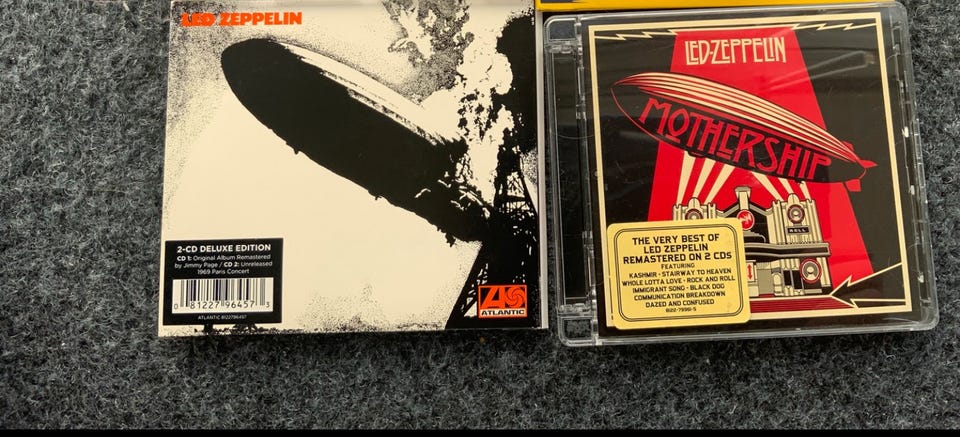 LED ZEPPELIN
2-CD DELUXE EDITION
CD 1: Original Album Remastered
by Jimmy Page / CD 2: Unreleased
1969 Paris Concert
0 81227 96457 3
ATLANTIC 8122796457
ATLANTIC
LED-ZEPPELIN
MOTHERSHIP
THE VERY BEST OF
LED ZEPPELIN
REMASTERED ON 2 CDS
FEATURING
KASHMIR • STAIRWAY TO HEAVEN
WHOLE LOTTA LOVE • ROCK AND ROLL
IMMIGRANT SONG • BLACK DOG
COMMUNICATION BREAKDOWN
DAZED AND CONFUSED